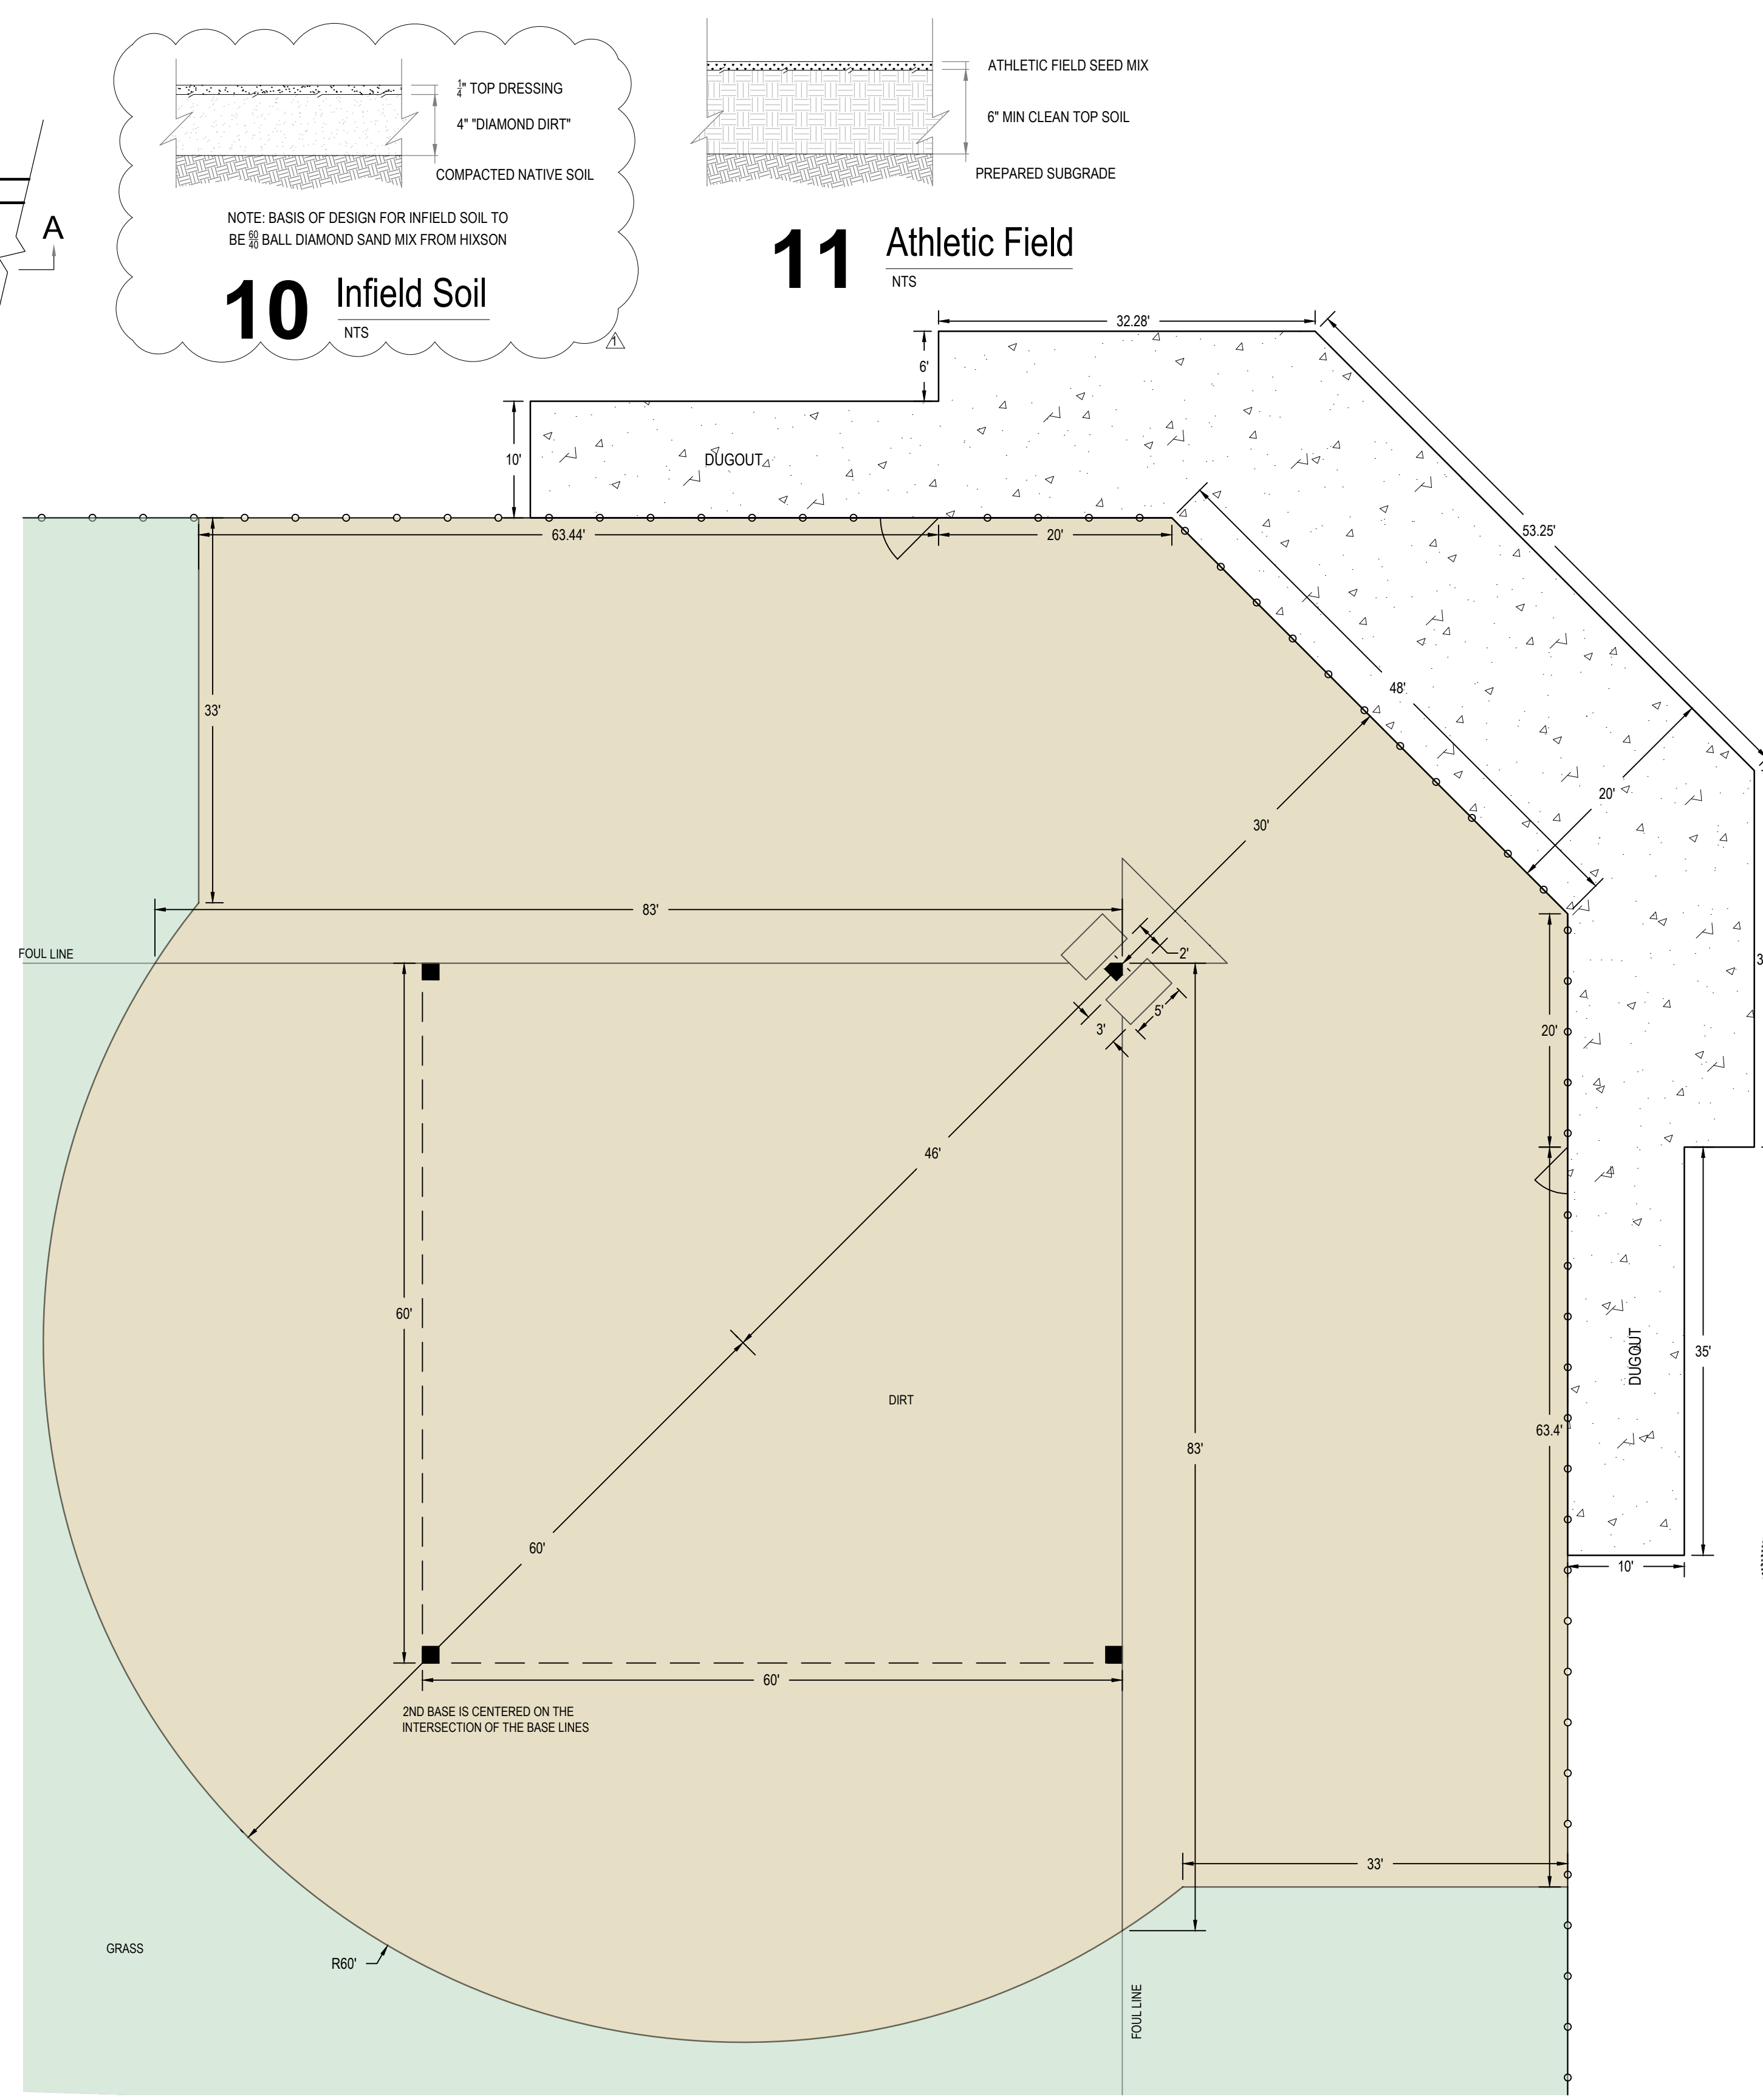 A
1/4" TOP DRESSING
4" "DIAMOND DIRT"
COMPACTED NATIVE SOIL
NOTE: BASIS OF DESIGN FOR INFIELD SOIL TO
BE 60/40 BALL DIAMOND SAND MIX FROM HIXSON
10 Infield Soil
NTS
1
ATHLETIC FIELD SEED MIX
6" MIN CLEAN TOP SOIL
PREPARED SUBGRADE
11 Athletic Field
NTS
32.28'
6'
10'
DUGOUT
63.44'
20'
53.25'
48'
33'
20'
30'
83'
FOUL LINE
2'
5'
3'
20'
46'
60'
DUGOUT
35'
DIRT
63.4'
83'
60'
10'
60'
2ND BASE IS CENTERED ON THE
INTERSECTION OF THE BASE LINES
33'
GRASS
R60'
FOUL LINE